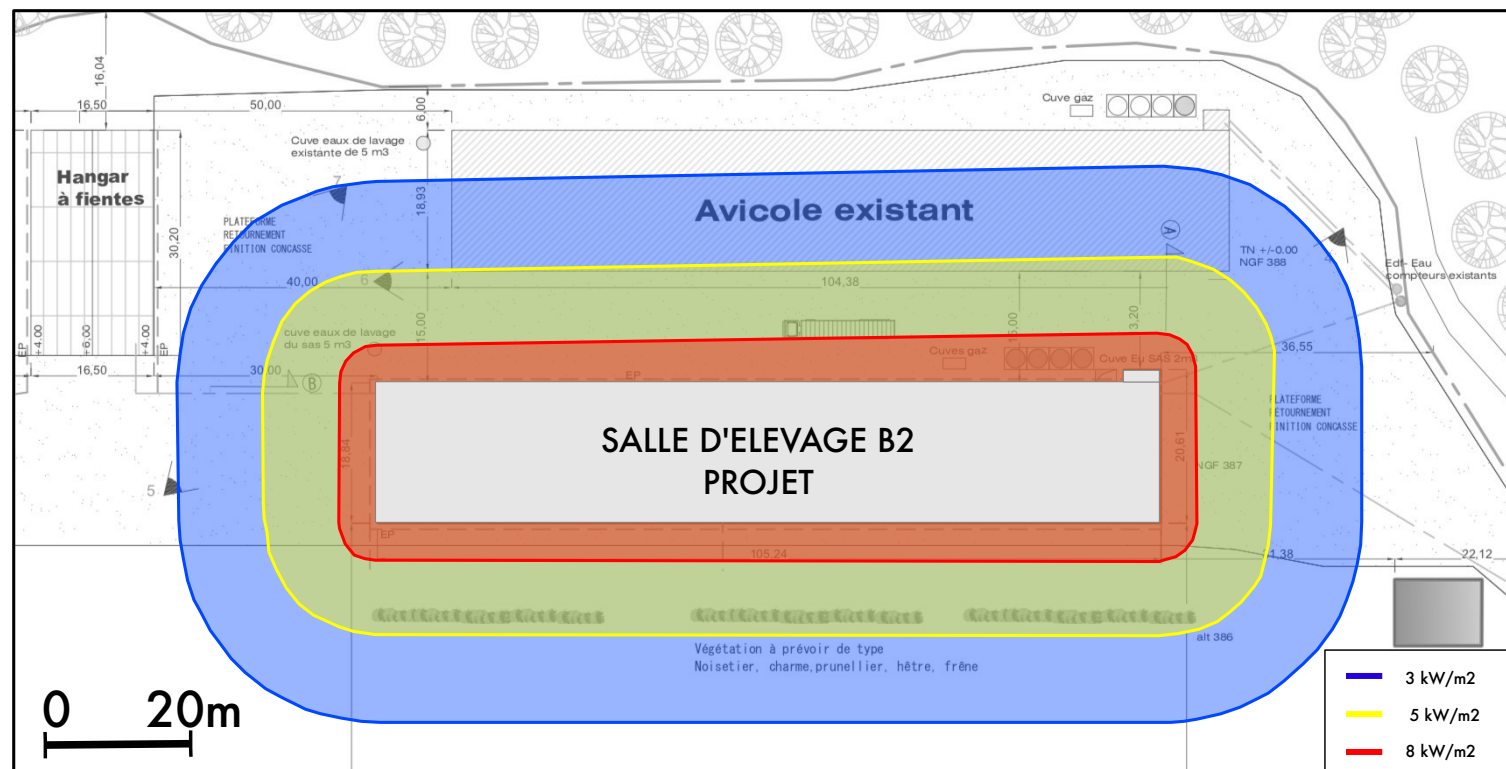 16,04
16,50
50,00
6,00
Cuve gaz
Cuve eaux de lavage
existante de 5 m3
Hangar
à fientes
7
18,93
Avicole existant
PLATEFORME
RETOURNEMENT
FINITION CONCASSE
30,20
A
TN +/-0.00
NGF 388
4
Edf- Eau
compteurs existants
40,00
6
104,38
cuve eaux de lavage
du sas 5 m3
15,00
15,00
3,20
+4.00
+6,00
+4.00
EP
EP
Cuves gaz
Cuve Eu SAS 2m
36,55
16,50
30,00
B
EP
PLATEFORME
RETOURNEMENT
FINITION CONCASSE
SALLE D'ELEVAGE B2
PROJET
18,84
20,61
NGF 387
5
EP
105.24
22,12
alt 386
Végétation à prévoir de type
Noisetier, charme,prunellier, hêtre, frêne
0 20m
3 kW/m2
5 kW/m2
8 kW/m2